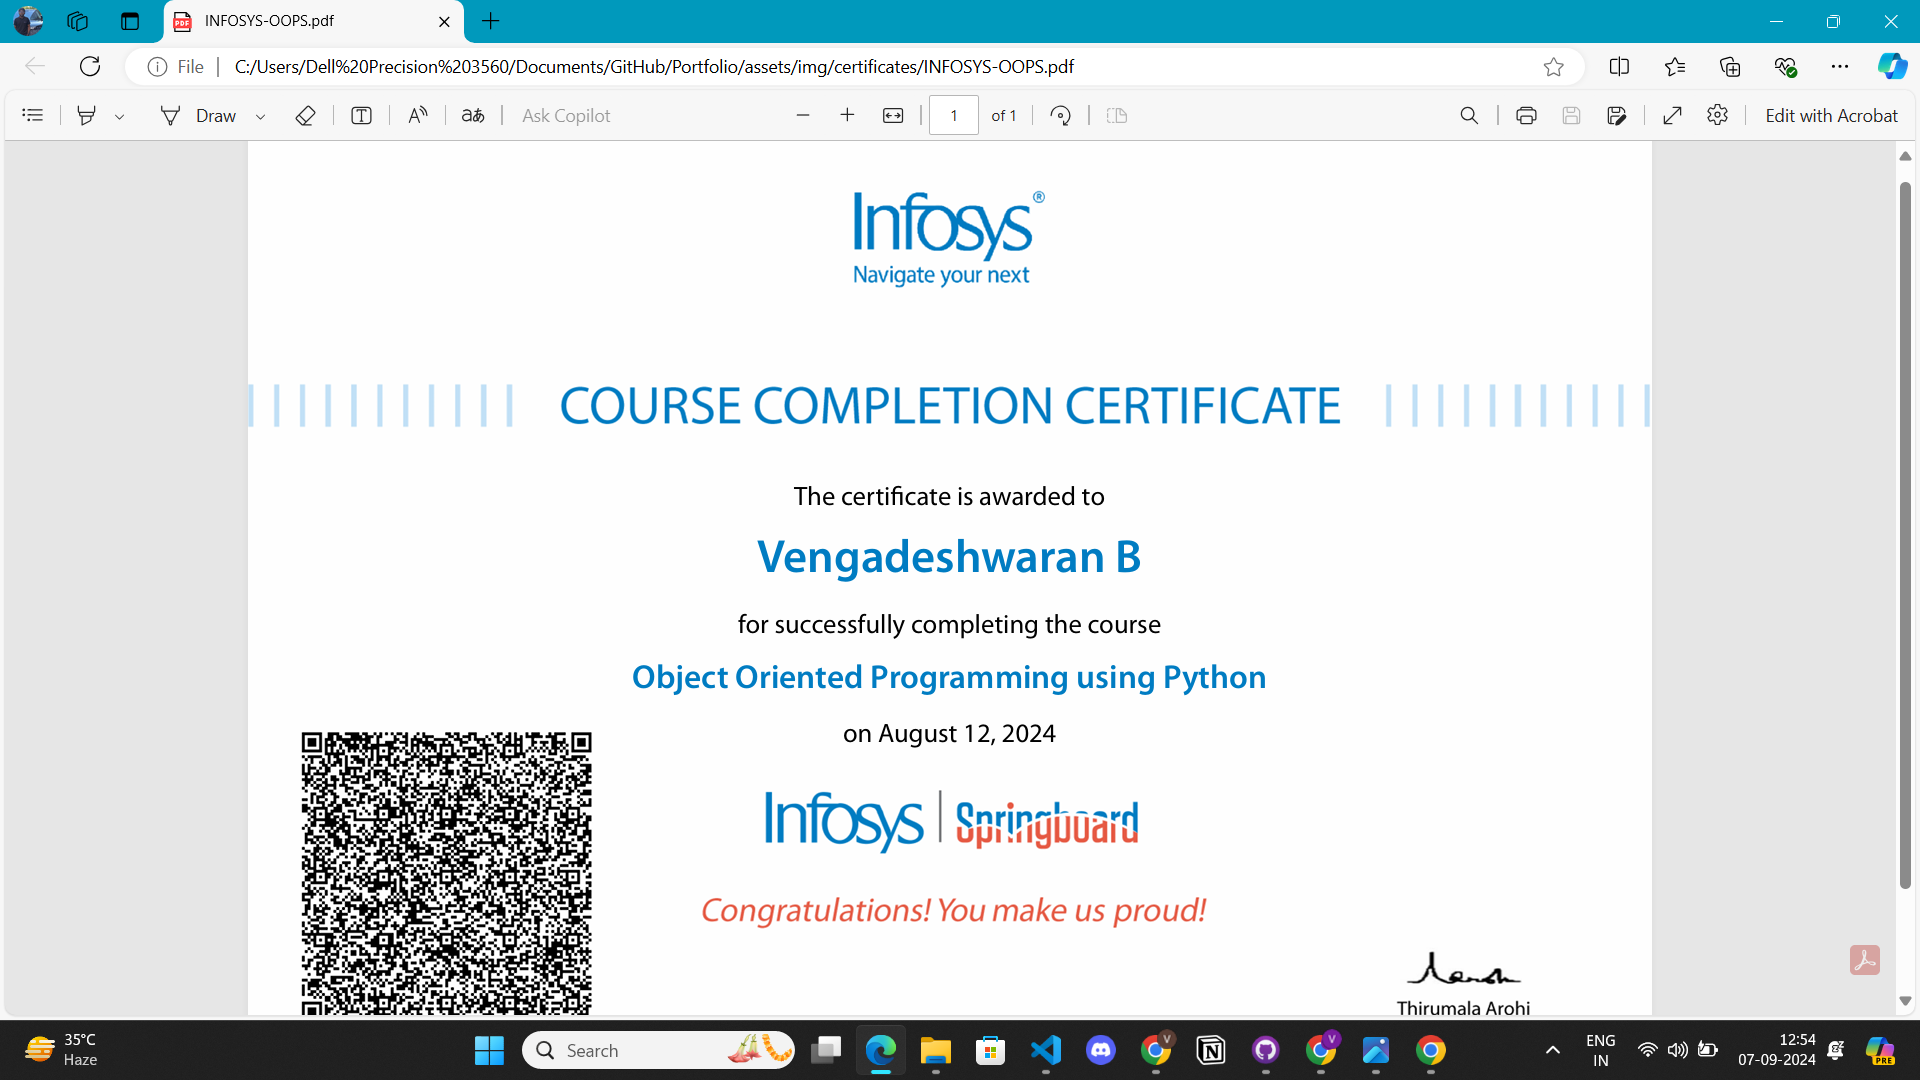 INFOSYS-OOPS.pdf
File
C:/Users/Dell%20Precision%203560/Documents/GitHub/Portfolio/assets/img/certificates/INFOSYS-OOPS.pdf
Draw
T
A
aあ
Ask Copilot
1
of 1
Edit with Acrobat
Infosys®
Navigate your next
COURSE COMPLETION CERTIFICATE
The certificate is awarded to
Vengadeshwaran B
for successfully completing the course
Object Oriented Programming using Python
on August 12, 2024
Infosys | Springboard
Congratulations! You make us proud!
Thirumala Arohi
35°C
Haze
Search
V
V
ENG
IN
12:54
07-09-2024
PRE